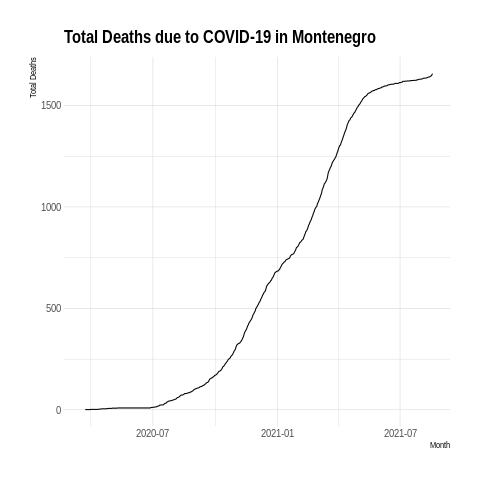 Total Deaths due to COVID-19 in Montenegro
Total Deaths
1500
1000
500
0
2020-07
2021-01
2021-07
Month